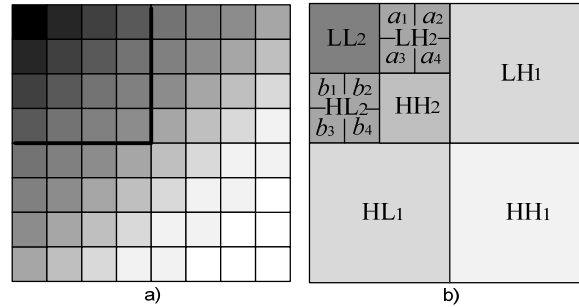 a₁ a₂
LL₂ LH₂
a₃ a₄
LH₁
b₁ b₂
HL₂ HH₂
b₃ b₄
HL₁ HH₁
a) b)